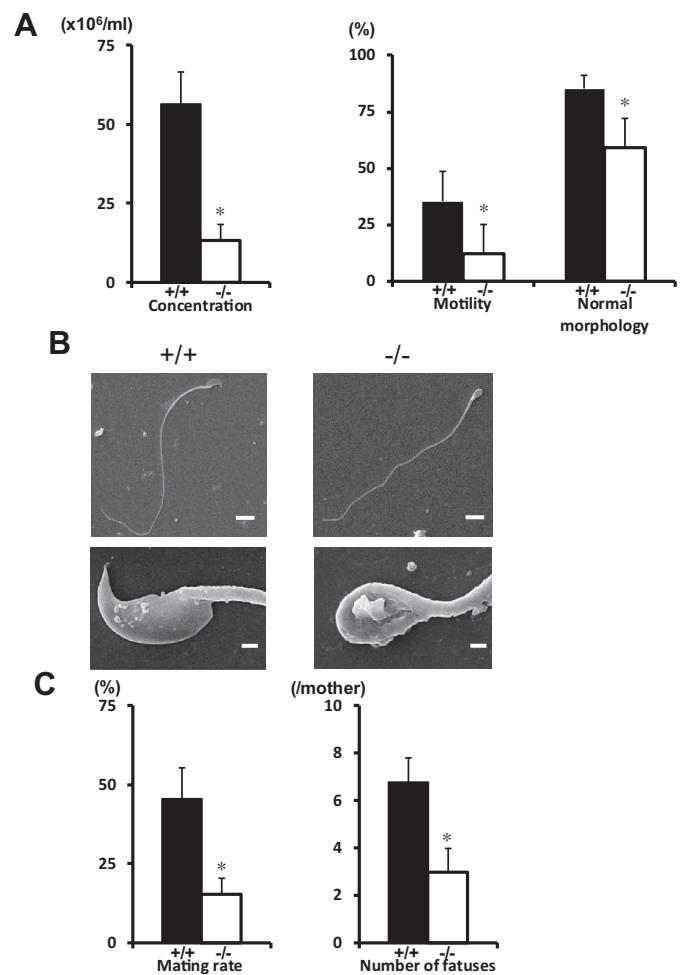 A
(x10⁶/ml)
75
50
25
0
*
+/+ -/-
Concentration
(%)
100
75
50
25
0
*
*
+/+ -/- +/+ -/-
Motility Normal
morphology
B
+/+ -/-
C
(%)
75
50
25
0
*
+/+ -/-
Mating rate
(/mother)
10
8
6
4
2
0
*
+/+ -/-
Number of fatuses